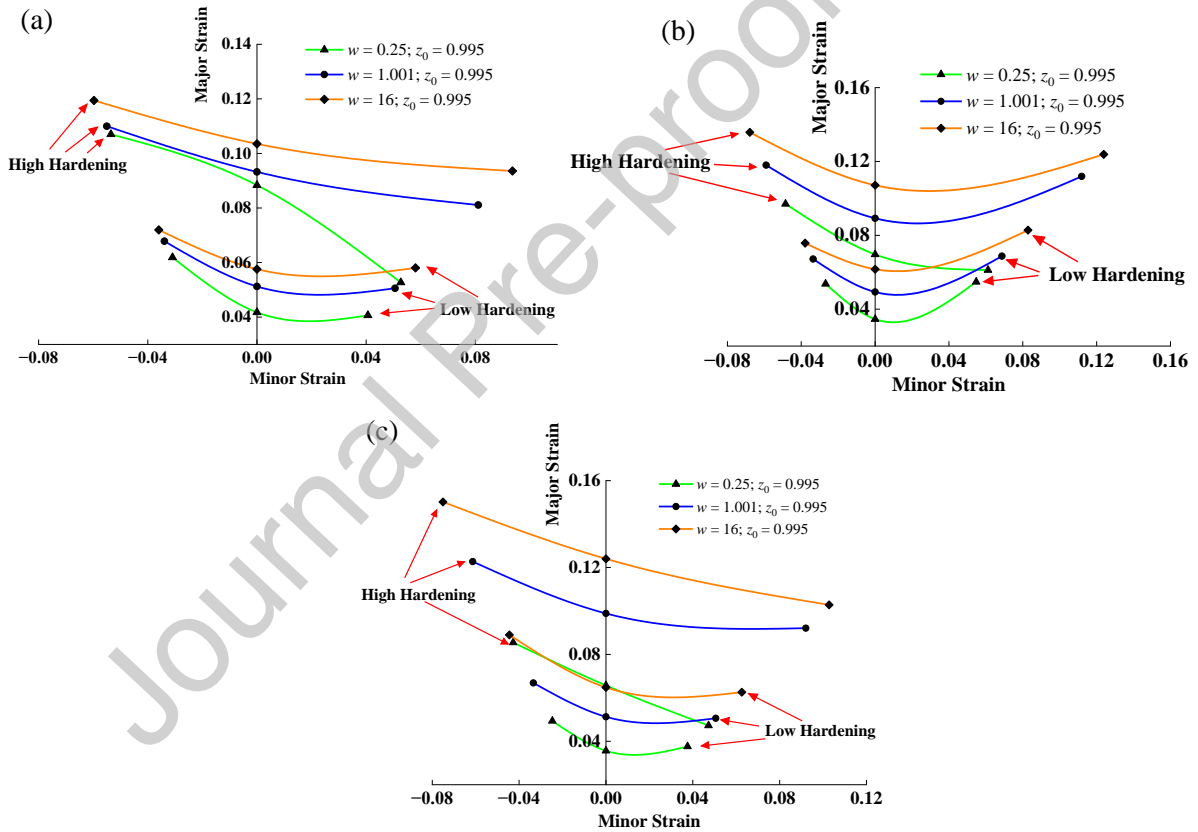 (a)
Major Strain
0.14
0.12
0.10
0.08
0.06
0.04
w = 0.25; z0 = 0.995
w = 1.001; z0 = 0.995
w = 16; z0 = 0.995
High Hardening
Low Hardening
−0.08 −0.04 0.00 0.04 0.08
Minor Strain
(b)
Major Strain
0.16
0.12
0.08
0.04
w = 0.25; z0 = 0.995
w = 1.001; z0 = 0.995
w = 16; z0 = 0.995
High Hardening
Low Hardening
−0.08 −0.04 0.00 0.04 0.08 0.12 0.16
Minor Strain
(c)
Major Strain
0.16
0.12
0.08
0.04
w = 0.25; z0 = 0.995
w = 1.001; z0 = 0.995
w = 16; z0 = 0.995
High Hardening
Low Hardening
−0.08 −0.04 0.00 0.04 0.08 0.12
Minor Strain
Journal Pre-proof